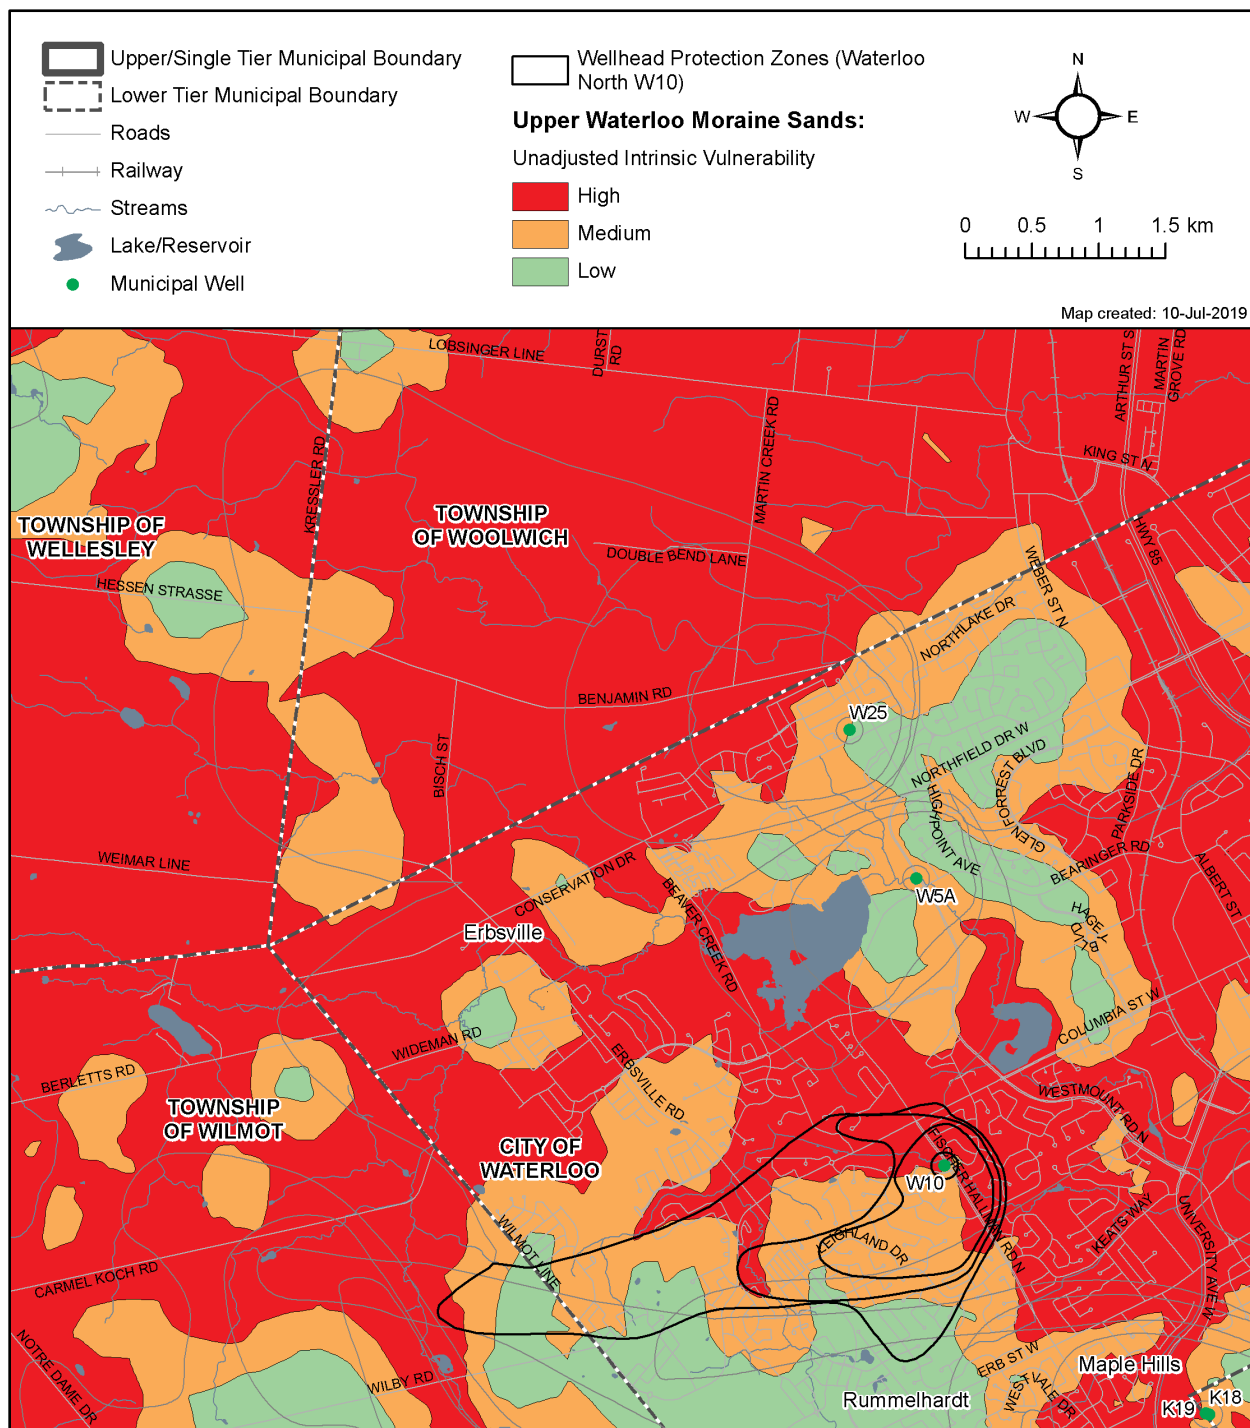 Upper/Single Tier Municipal Boundary
Lower Tier Municipal Boundary
Roads
Railway
Streams
Lake/Reservoir
Municipal Well
Wellhead Protection Zones (Waterloo
North W10)
Upper Waterloo Moraine Sands:
Unadjusted Intrinsic Vulnerability
High
Medium
Low
N
W
E
S
0 0.5 1 1.5 km
Map created: 10-Jul-2019
LOBSINGER LINE
DURST
RD
ARTHUR ST S
MARTIN
GROVE RD
KRESSLER RD
MARTIN CREEK RD
KING ST N
TOWNSHIP OF
WELLESLEY
TOWNSHIP
OF WOOLWICH
HWY 85
DOUBLE BEND LANE
HESSEN STRASSE
WEBER ST N
NORTHLAKE DR
BENJAMIN RD
W25
BISCH ST
NORTHFIELD DR W
GLEN FORREST BLVD
PARKSIDE DR
HIGHPOINT AVE
WEIMAR LINE
CONSERVATION DR
BEAVER CREEK RD
BEARINGER RD
ALBERT ST
W5A
HAGEY
BLVD
Erbsville
COLUMBIA ST W
WIDEMAN RD
BERLETTS RD
ERBSVILLE RD
WESTMOUNT RD N
TOWNSHIP
OF WILMOT
CITY OF
WATERLOO
FISCHER HALLMAN RD N
W10
KEATS WAY
UNIVERSITY AVE W
WILMOT LINE
LEIGHLAND DR
CARMEL KOCH RD
NOTRE DAME DR
WILBY RD
ERB ST W
WESTVALE DR
Maple Hills
Rummelhardt
K19
K18